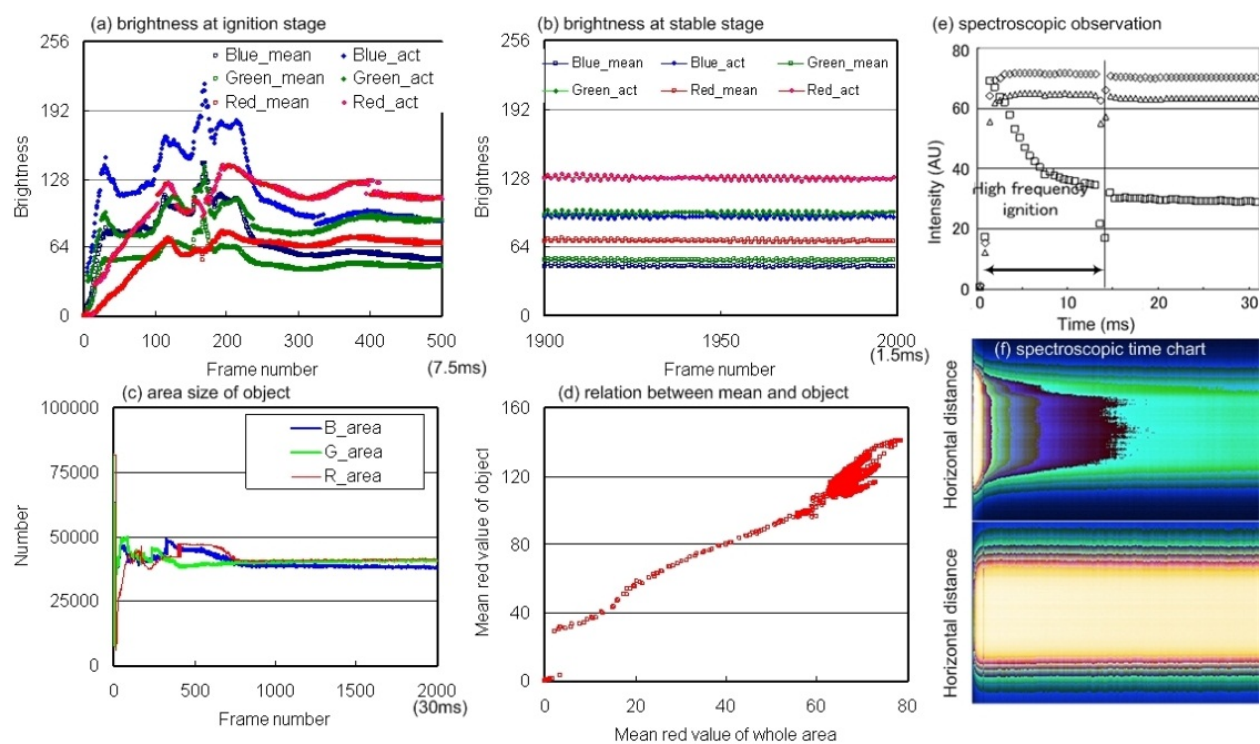 (a) brightness at ignition stage
256
192
128
64
0
Brightness
Blue_mean
Blue_act
Green_mean
Green_act
Red_mean
Red_act
0
100
200
300
400
500
Frame number
(7.5ms)
(b) brightness at stable stage
256
192
128
64
0
Brightness
Blue_mean
Blue_act
Green_mean
Green_act
Red_mean
Red_act
1900
1950
2000
Frame number
(1.5ms)
(e) spectroscopic observation
80
60
40
20
0
Intensity (AU)
High frequency
ignition
0
10
20
30
Time (ms)
(c) area size of object
100000
75000
50000
25000
0
Number
B_area
G_area
R_area
0
500
1000
1500
2000
Frame number
(30ms)
(d) relation between mean and object
160
120
80
40
0
Mean red value of object
0
20
40
60
80
Mean red value of whole area
(f) spectroscopic time chart
Horizontal distance
Horizontal distance